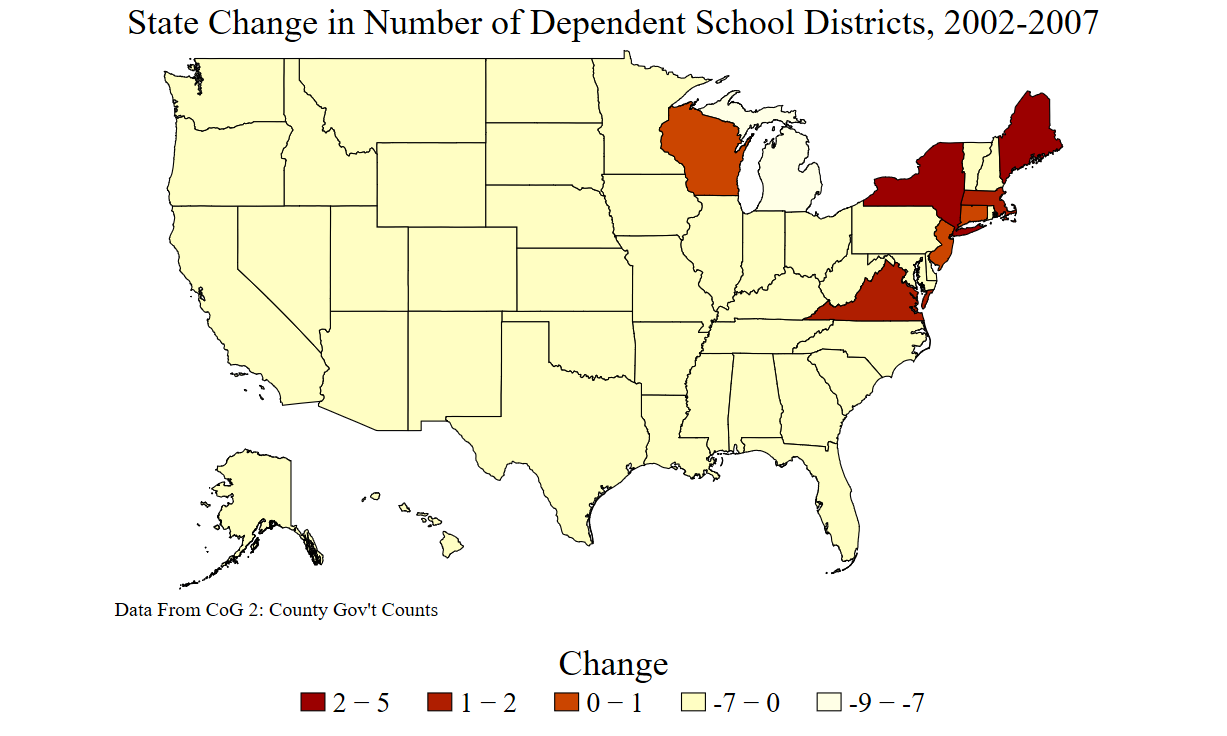 State Change in Number of Dependent School Districts, 2002-2007
Data From CoG 2: County Gov't Counts
Change
2 − 5 1 − 2 0 − 1 -7 − 0 -9 − -7